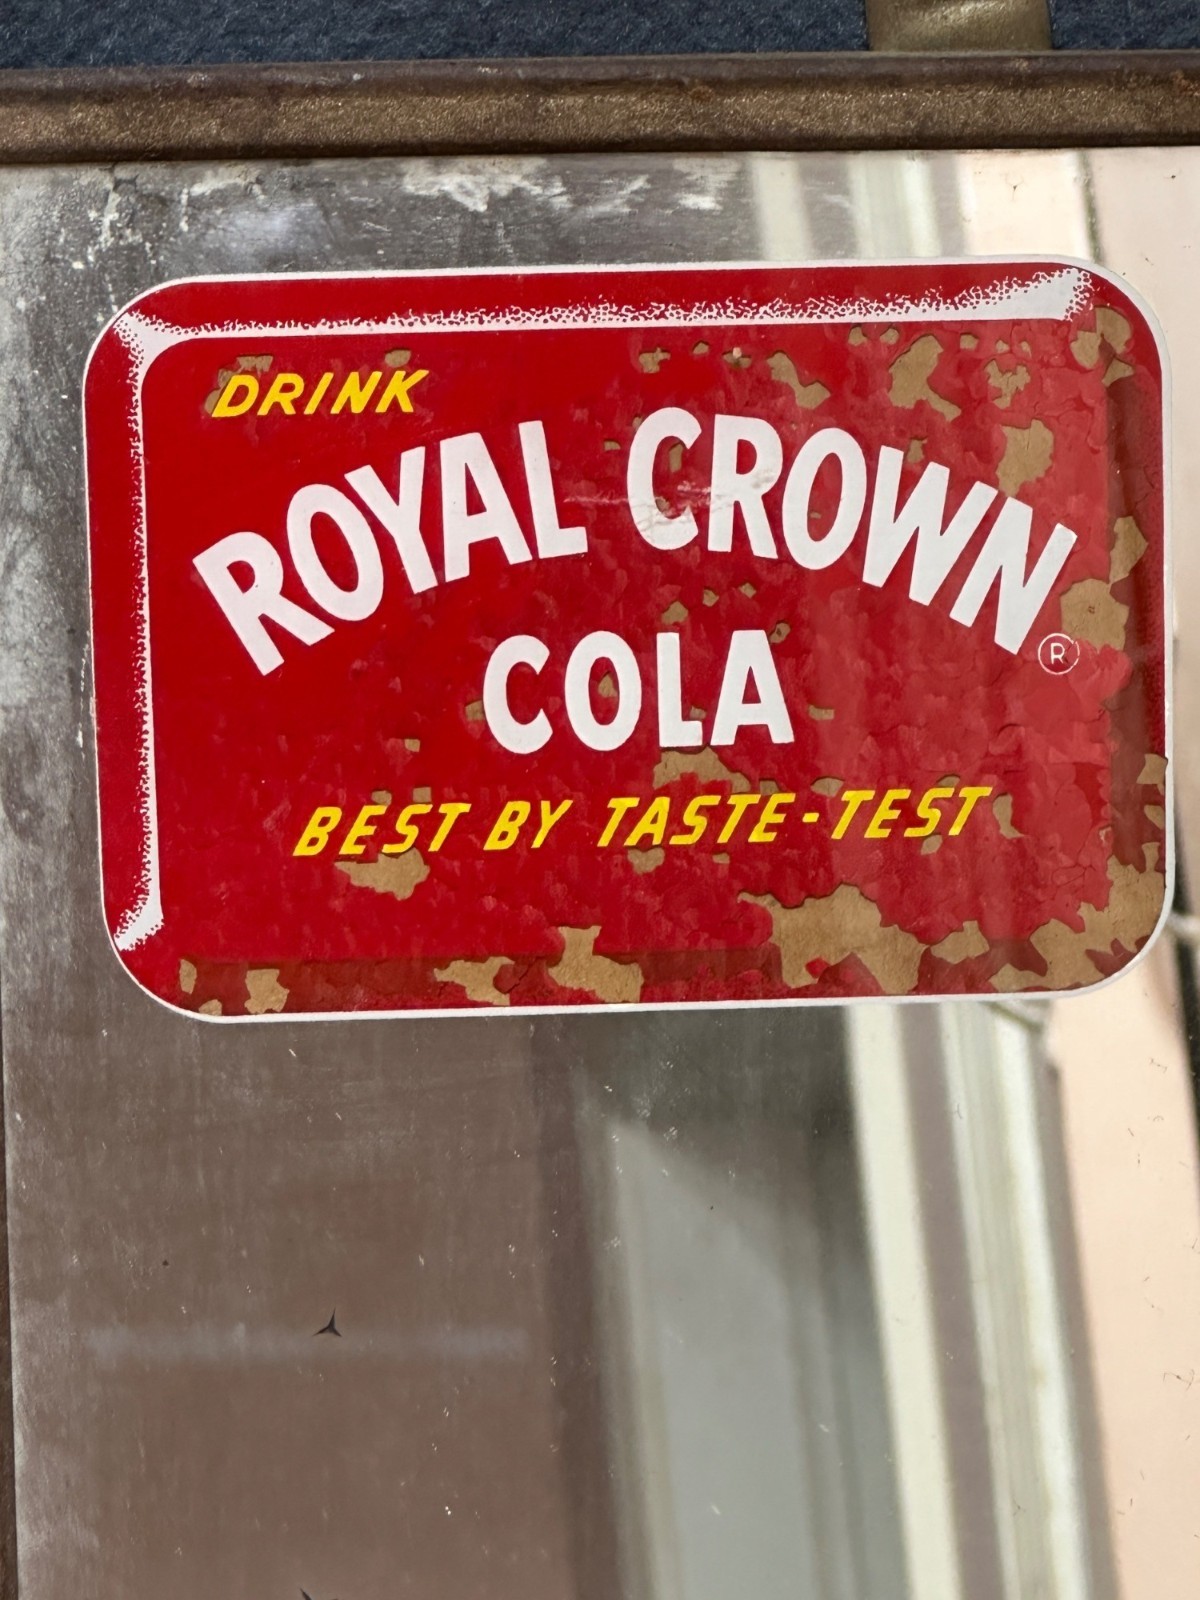 DRINK
ROYAL CROWN®
COLA
BEST BY TASTE-TEST